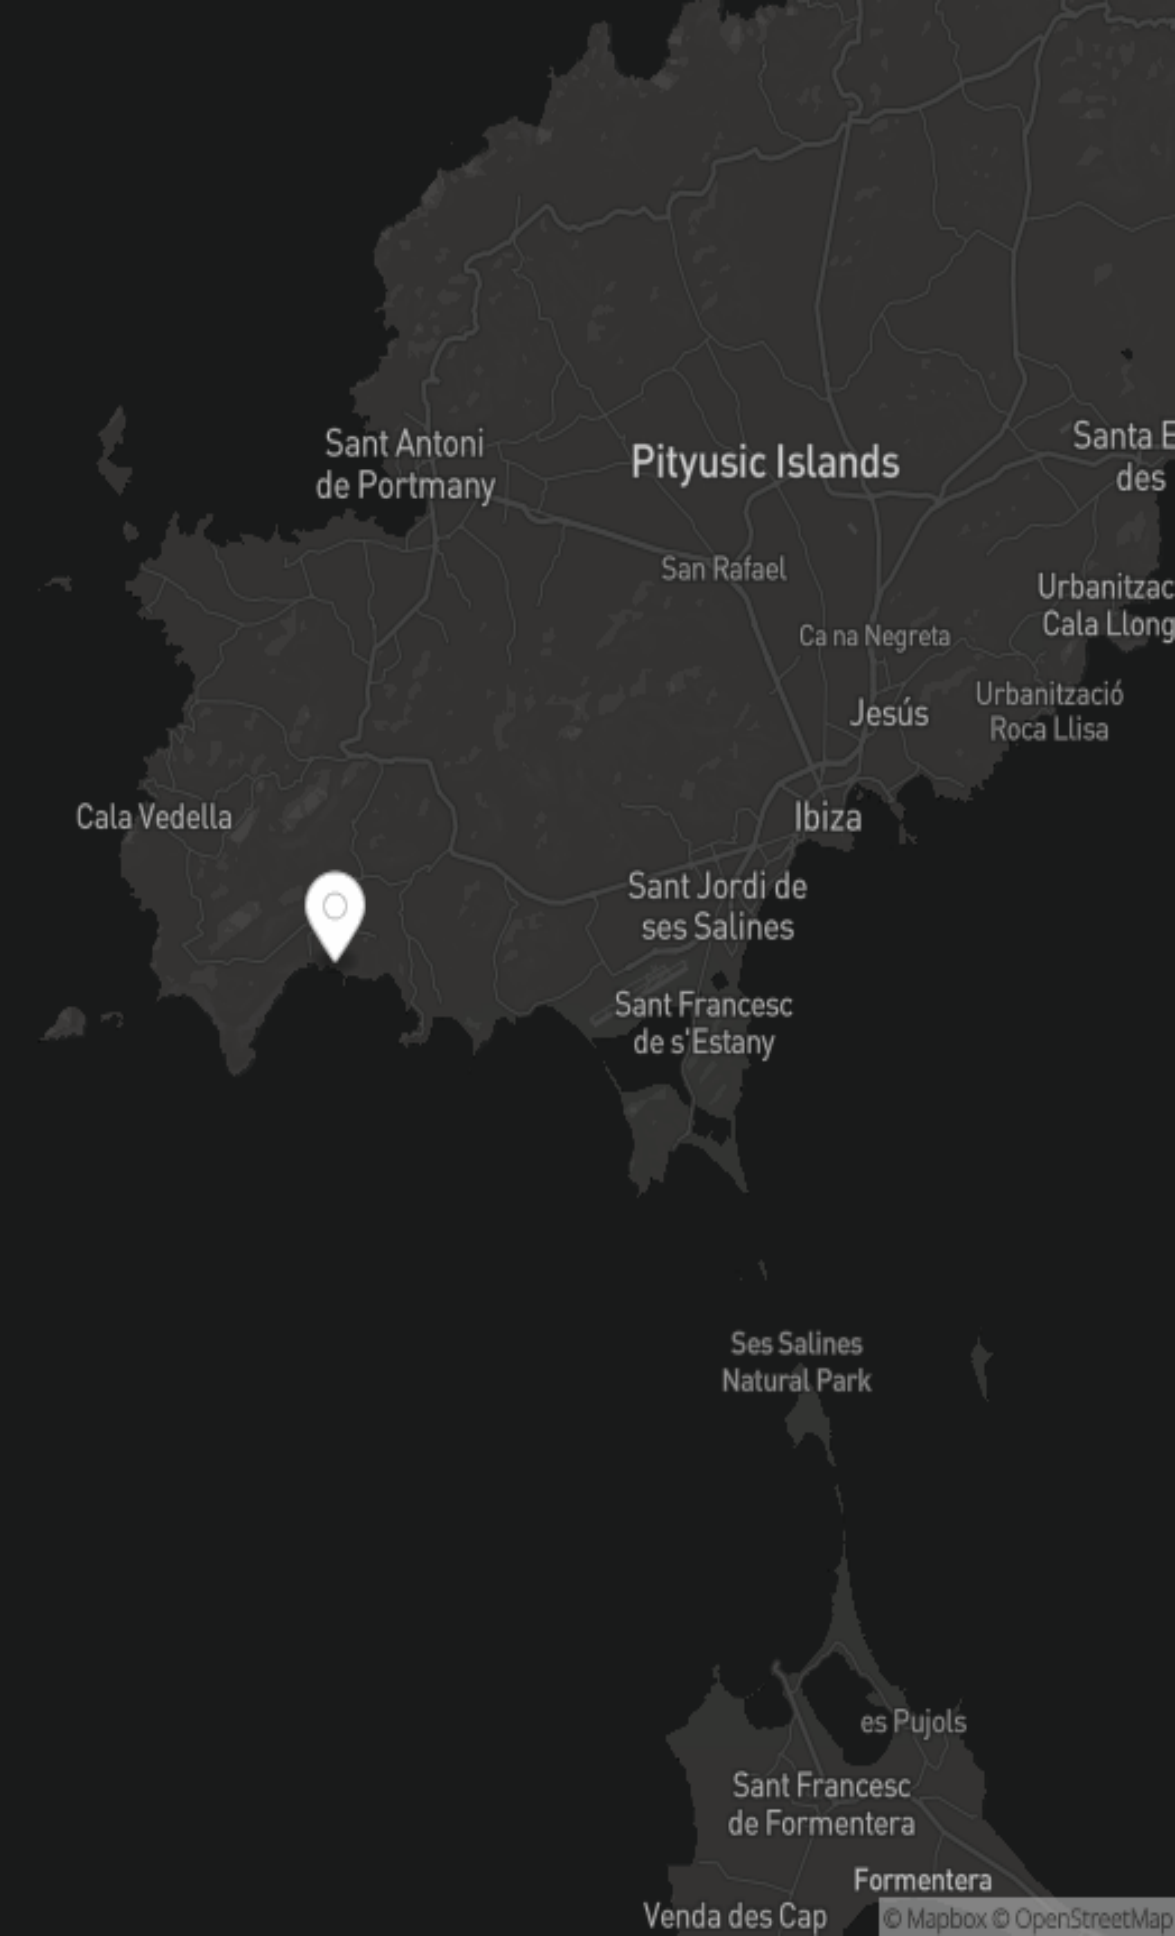 Sant Antoni
de Portmany
Pityusic Islands
Santa E
des
San Rafael
Urbanitzac
Cala Llong
Ca na Negreta
Urbanització
Roca Llisa
Jesús
Cala Vedella
Ibiza
Sant Jordi de
ses Salines
Sant Francesc
de s'Estany
Ses Salines
Natural Park
es Pujols
Sant Francesc
de Formentera
Formentera
Venda des Cap
© Mapbox © OpenStreetMap